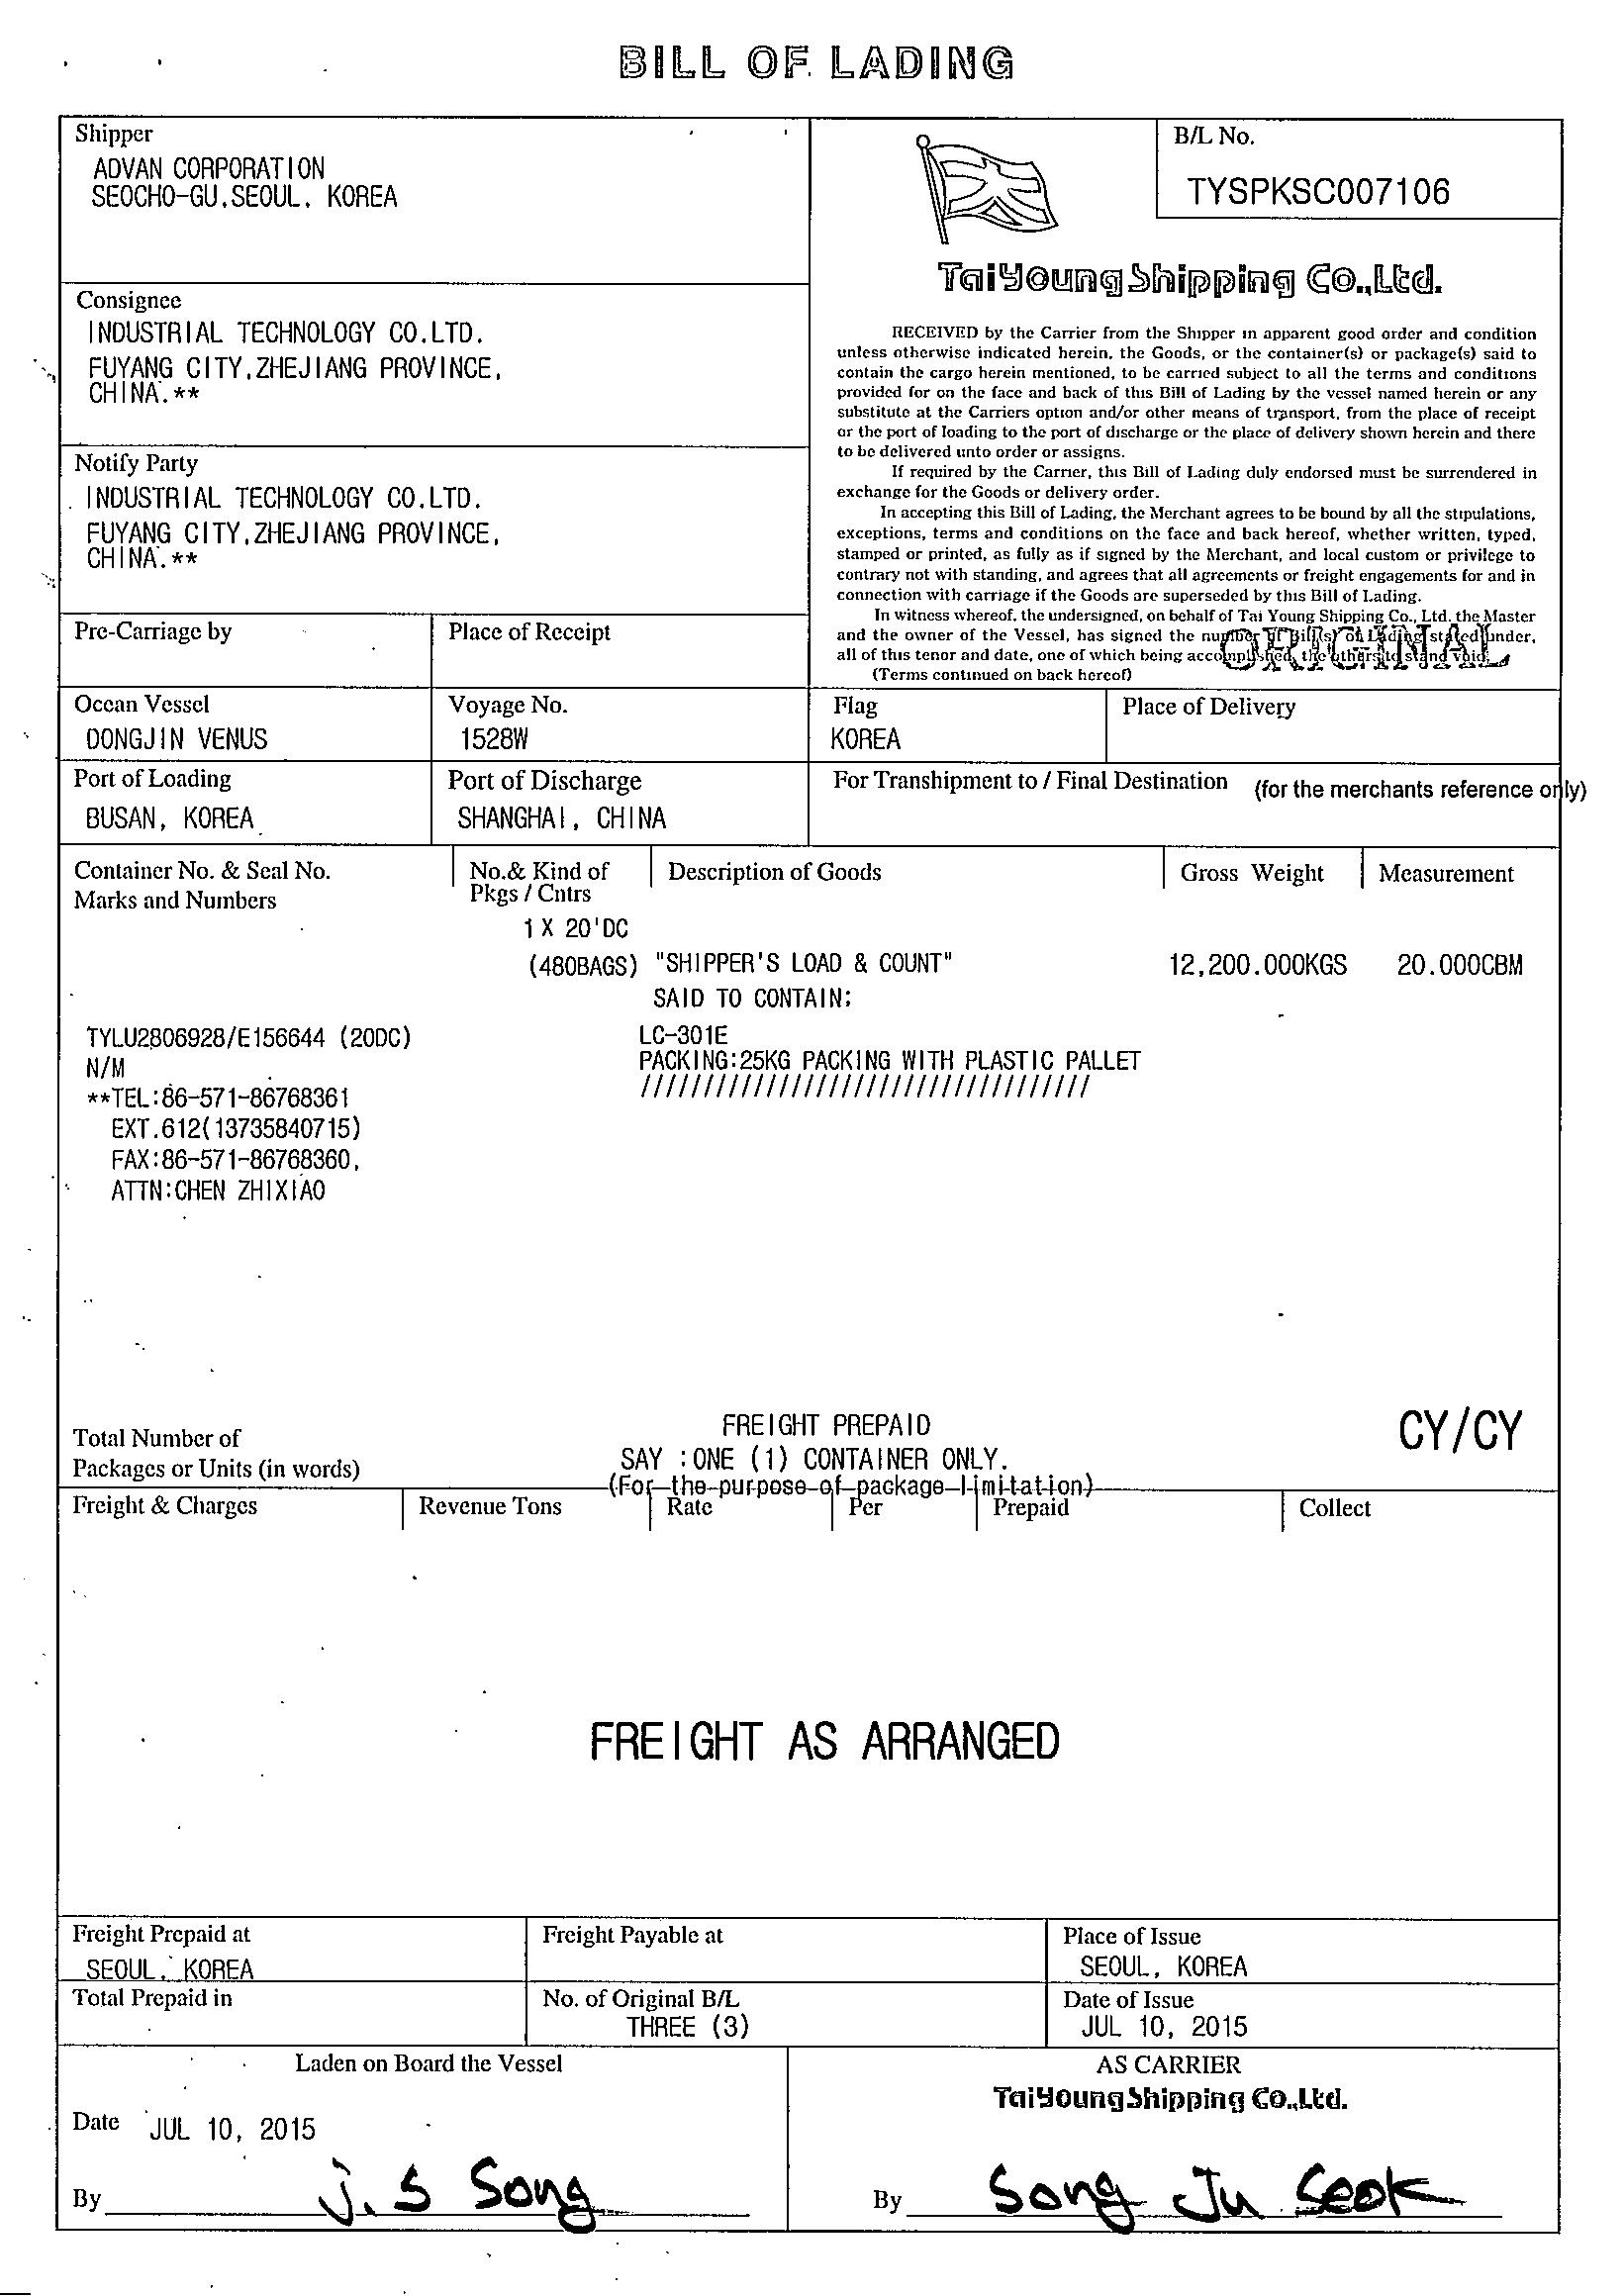 BILL OF LADING
Shipper
ADVAN CORPORATION
SEOCHO-GU,SEOUL, KOREA
B/L No.
TYSPKSC007106
TaiYoung Shipping Co.,Ltd.
Consignee
INDUSTRIAL TECHNOLOGY CO.LTD.
FUYANG CITY,ZHEJIANG PROVINCE,
CHINA.**
Notify Party
INDUSTRIAL TECHNOLOGY CO.LTD.
FUYANG CITY,ZHEJIANG PROVINCE,
CHINA.**
RECEIVED by the Carrier from the Shipper in apparent good order and condition
unless otherwise indicated herein, the Goods, or the container(s) or package(s) said to
contain the cargo herein mentioned, to be carried subject to all the terms and conditions
provided for on the face and back of this Bill of Lading by the vessel named herein or any
substitute at the Carriers option and/or other means of transport, from the place of receipt
or the port of loading to the port of discharge or the place of delivery shown herein and there
to be delivered unto order or assigns.
If required by the Carrier, this Bill of Lading duly endorsed must be surrendered in
exchange for the Goods or delivery order.
In accepting this Bill of Lading, the Merchant agrees to be bound by all the stipulations,
exceptions, terms and conditions on the face and back hereof, whether written, typed,
stamped or printed, as fully as if signed by the Merchant, and local custom or privilege to
contrary not with standing, and agrees that all agreements or freight engagements for and in
connection with carriage if the Goods are superseded by this Bill of Lading.
In witness whereof, the undersigned, on behalf of Tai Young Shipping Co., Ltd. the Master
and the owner of the Vessel, has signed the number of Bill(s) of Lading stated under,
all of this tenor and date, one of which being accomplished, the others to stand void.
(Terms continued on back hereof)
ORIGINAL
Pre-Carriage by
Place of Receipt
Ocean Vessel
DONGJIN VENUS
Voyage No.
1528W
Flag
KOREA
Place of Delivery
Port of Loading
BUSAN, KOREA
Port of Discharge
SHANGHAI, CHINA
For Transhipment to / Final Destination (for the merchants reference only)
Container No. & Seal No.
Marks and Numbers
No.& Kind of
Pkgs / Cntrs
Description of Goods
Gross Weight
Measurement
1 X 20'DC
(480BAGS) "SHIPPER'S LOAD & COUNT" 12,200.000KGS 20.000CBM
SAID TO CONTAIN:
TYLU2806928/E156644 (20DC) LC-301E
N/M PACKING:25KG PACKING WITH PLASTIC PALLET
**TEL:86-571-86768361 ////////////////////////////////////
EXT.612(13735840715)
FAX:86-571-86768360,
ATTN:CHEN ZHIXIAO
FREIGHT PREPAID
CY/CY
Total Number of
Packages or Units (in words)
SAY :ONE (1) CONTAINER ONLY.
(For the purpose of package limitation)
Freight & Charges
Revenue Tons
Rate
Per
Prepaid
Collect
FREIGHT AS ARRANGED
Freight Prepaid at
SEOUL, KOREA
Freight Payable at
Place of Issue
SEOUL, KOREA
Total Prepaid in
No. of Original B/L
THREE (3)
Date of Issue
JUL 10, 2015
Laden on Board the Vessel
Date JUL 10, 2015
By J. S Song
AS CARRIER
TaiYoung Shipping Co.,Ltd.
By Song Ju Seok